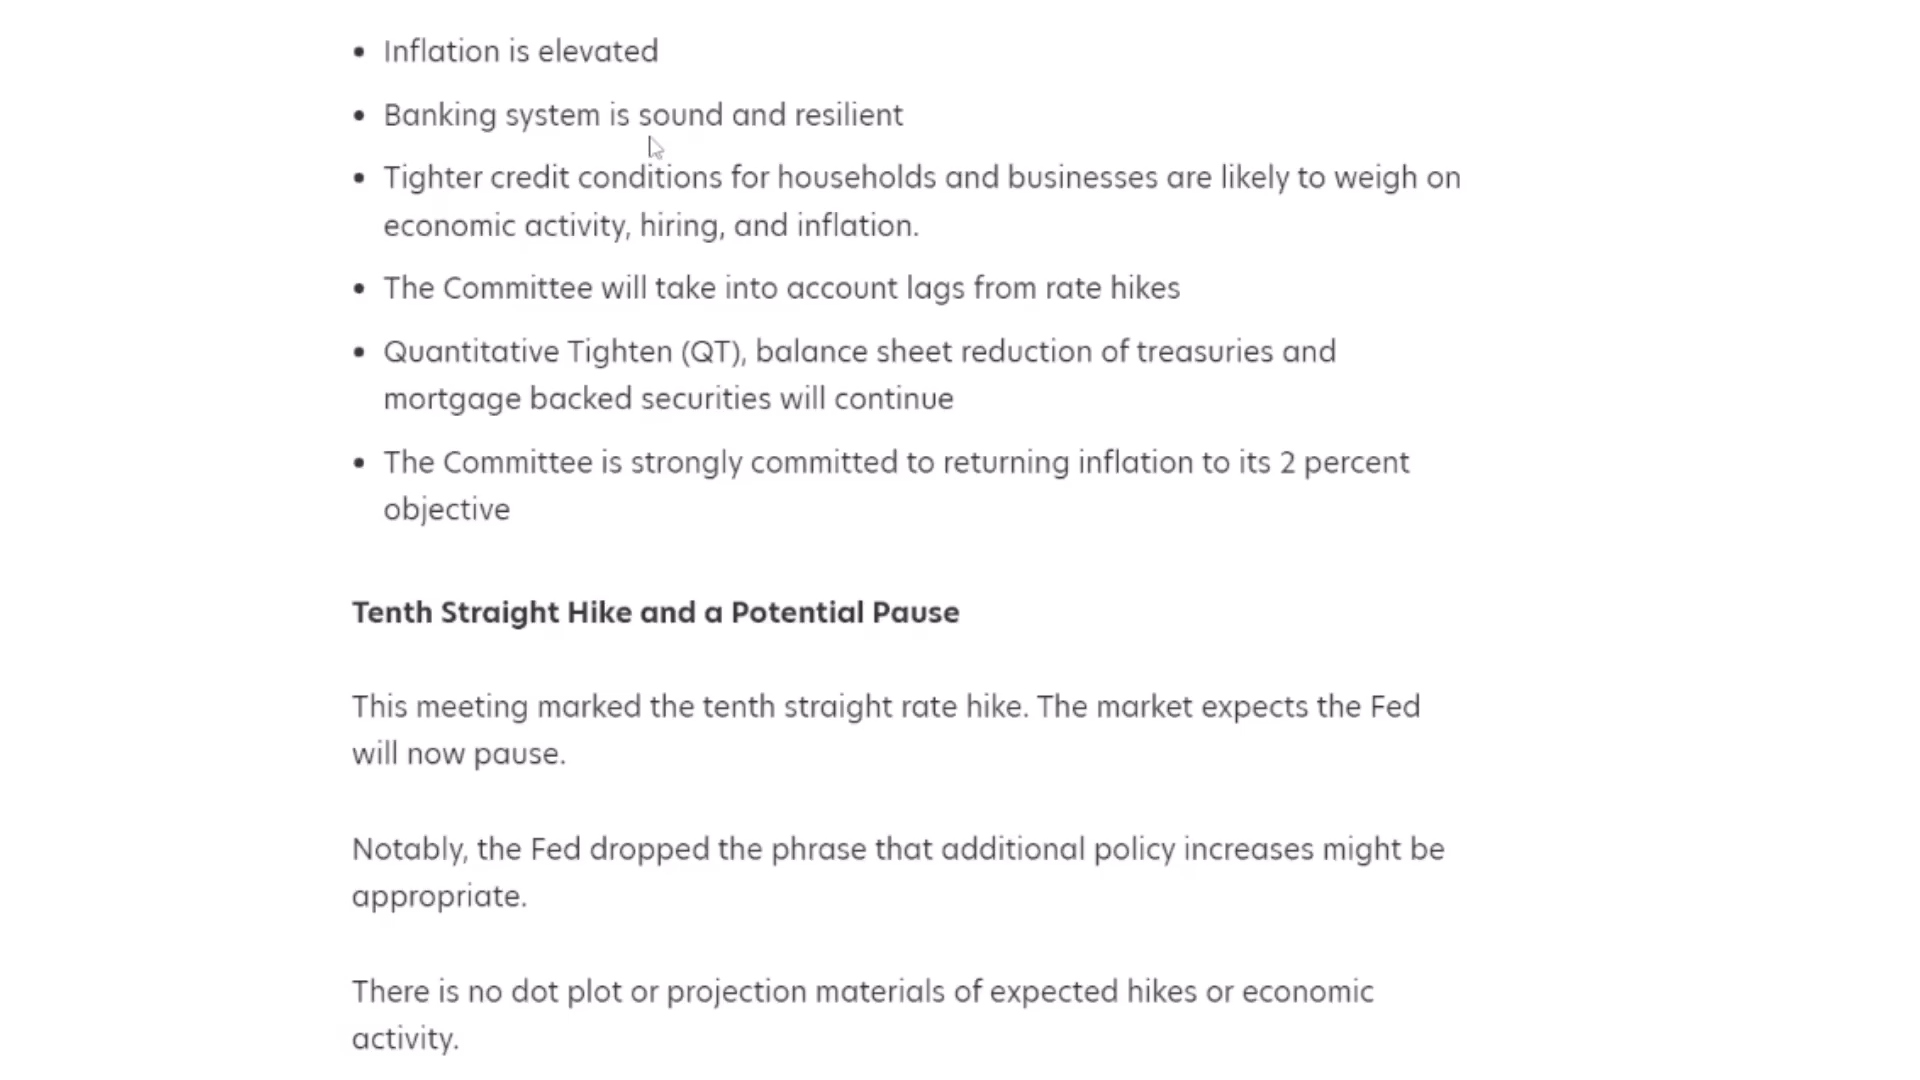 • Inflation is elevated
• Banking system is sound and resilient
• Tighter credit conditions for households and businesses are likely to weigh on
economic activity, hiring, and inflation.
• The Committee will take into account lags from rate hikes
• Quantitative Tighten (QT), balance sheet reduction of treasuries and
mortgage backed securities will continue
• The Committee is strongly committed to returning inflation to its 2 percent
objective
Tenth Straight Hike and a Potential Pause
This meeting marked the tenth straight rate hike. The market expects the Fed
will now pause.
Notably, the Fed dropped the phrase that additional policy increases might be
appropriate.
There is no dot plot or projection materials of expected hikes or economic
activity.